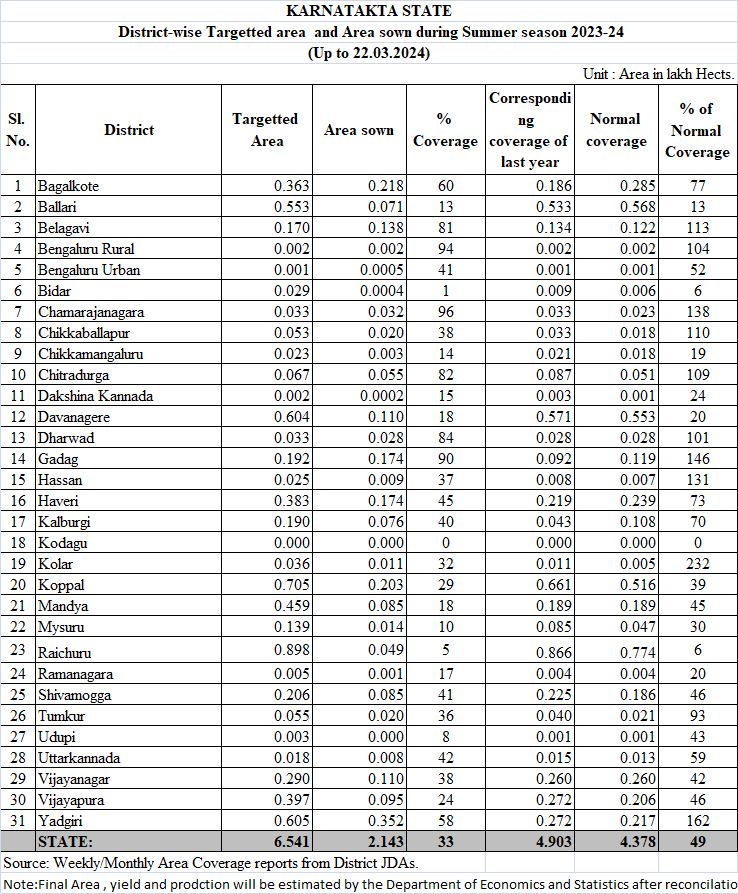 KARNATAKTA STATE
District-wise Targetted area and Area sown during Summer season 2023-24
(Up to 22.03.2024)
Unit : Area in lakh Hects.
Sl. No. District Targetted Area Area sown % Coverage Correspondi ng coverage of last year Normal coverage % of Normal Coverage
1 Bagalkote 0.363 0.218 60 0.186 0.285 77
2 Ballari 0.553 0.071 13 0.533 0.568 13
3 Belagavi 0.170 0.138 81 0.134 0.122 113
4 Bengaluru Rural 0.002 0.002 94 0.002 0.002 104
5 Bengaluru Urban 0.001 0.0005 41 0.001 0.001 52
6 Bidar 0.029 0.0004 1 0.009 0.006 6
7 Chamarajanagara 0.033 0.032 96 0.033 0.023 138
8 Chikkaballapur 0.053 0.020 38 0.033 0.018 110
9 Chikkamangaluru 0.023 0.003 14 0.021 0.018 19
10 Chitradurga 0.067 0.055 82 0.087 0.051 109
11 Dakshina Kannada 0.002 0.0002 15 0.003 0.001 24
12 Davanagere 0.604 0.110 18 0.571 0.553 20
13 Dharwad 0.033 0.028 84 0.028 0.028 101
14 Gadag 0.192 0.174 90 0.092 0.119 146
15 Hassan 0.025 0.009 37 0.008 0.007 131
16 Haveri 0.383 0.174 45 0.219 0.239 73
17 Kalburgi 0.190 0.076 40 0.043 0.108 70
18 Kodagu 0.000 0.000 0 0.000 0.000 0
19 Kolar 0.036 0.011 32 0.011 0.005 232
20 Koppal 0.705 0.203 29 0.661 0.516 39
21 Mandya 0.459 0.085 18 0.189 0.189 45
22 Mysuru 0.139 0.014 10 0.085 0.047 30
23 Raichuru 0.898 0.049 5 0.866 0.774 6
24 Ramanagara 0.005 0.001 17 0.004 0.004 20
25 Shivamogga 0.206 0.085 41 0.225 0.186 46
26 Tumkur 0.055 0.020 36 0.040 0.021 93
27 Udupi 0.003 0.000 8 0.001 0.001 43
28 Uttarkannada 0.018 0.008 42 0.015 0.013 59
29 Vijayanagar 0.290 0.110 38 0.260 0.260 42
30 Vijayapura 0.397 0.095 24 0.272 0.206 46
31 Yadgiri 0.605 0.352 58 0.272 0.217 162
STATE: 6.541 2.143 33 4.903 4.378 49
Source: Weekly/Monthly Area Coverage reports from District JDAs.
Note:Final Area , yield and prodction will be estimated by the Department of Economics and Statistics after reconcilatio